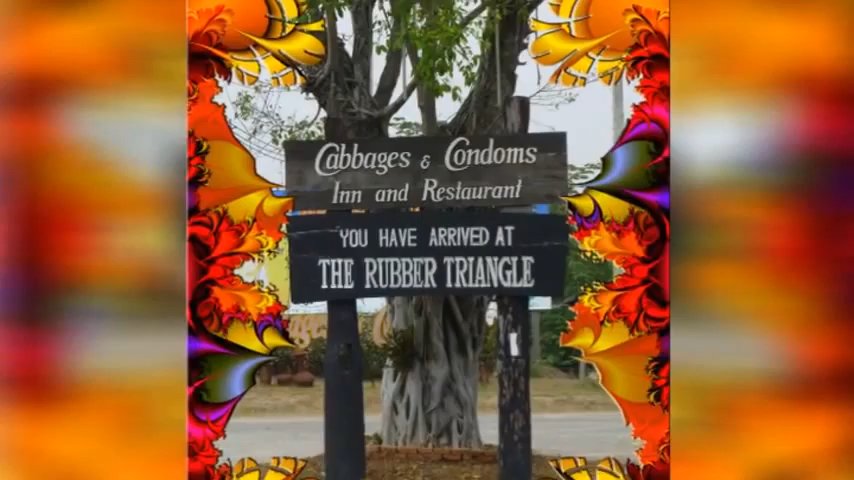 Cabbages & Condoms
Inn and Restaurant
YOU HAVE ARRIVED AT
THE RUBBER TRIANGLE